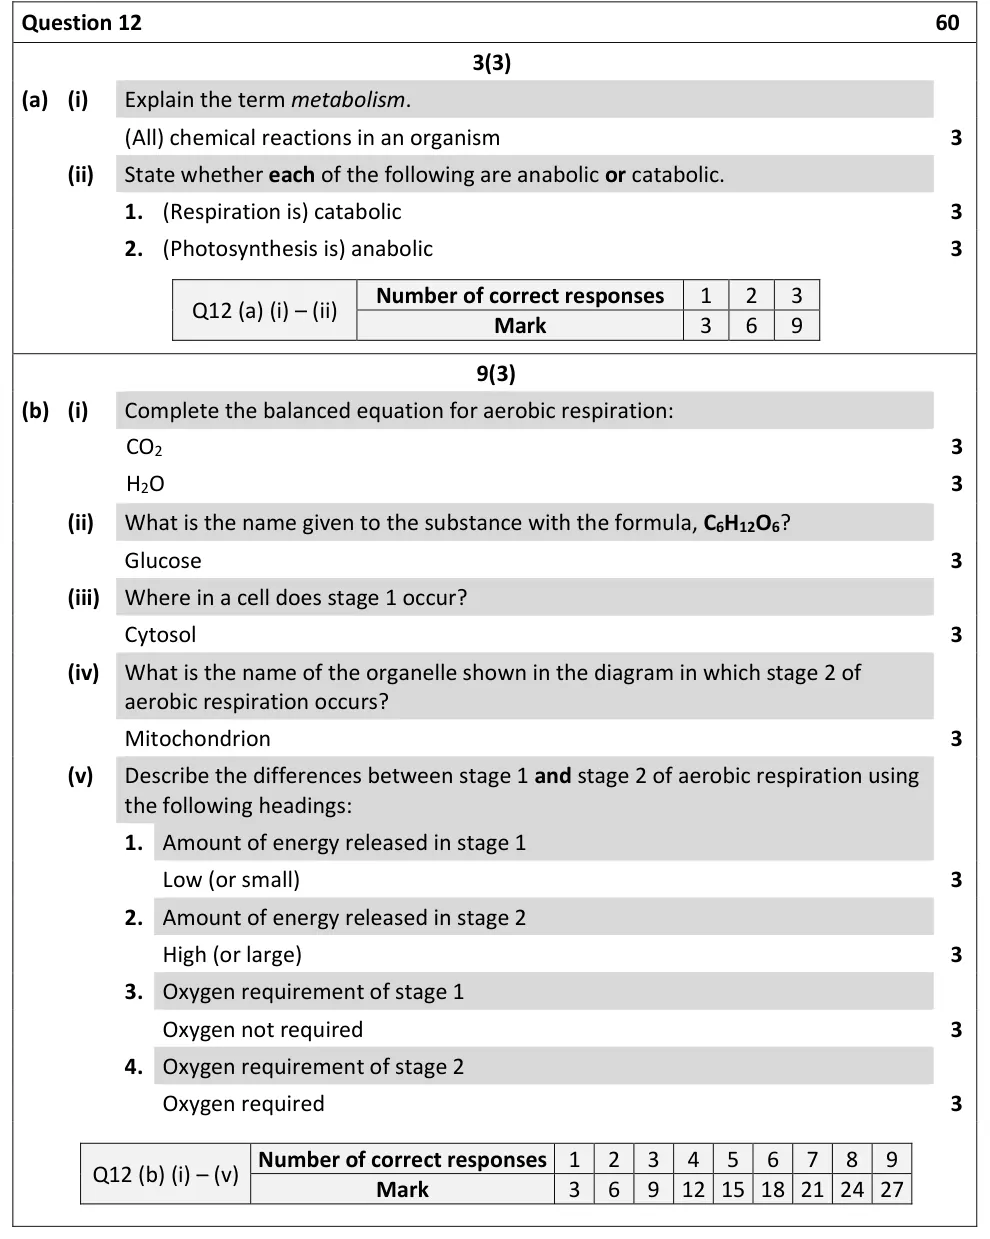 Question 12 60
3(3)
(a) (i) Explain the term metabolism.
(All) chemical reactions in an organism 3
(ii) State whether each of the following are anabolic or catabolic.
1. (Respiration is) catabolic 3
2. (Photosynthesis is) anabolic 3
Q12 (a) (i) – (ii) Number of correct responses 1 2 3
Mark 3 6 9
9(3)
(b) (i) Complete the balanced equation for aerobic respiration:
CO₂ 3
H₂O 3
(ii) What is the name given to the substance with the formula, C₆H₁₂O₆?
Glucose 3
(iii) Where in a cell does stage 1 occur?
Cytosol 3
(iv) What is the name of the organelle shown in the diagram in which stage 2 of
aerobic respiration occurs?
Mitochondrion 3
(v) Describe the differences between stage 1 and stage 2 of aerobic respiration using
the following headings:
1. Amount of energy released in stage 1
Low (or small) 3
2. Amount of energy released in stage 2
High (or large) 3
3. Oxygen requirement of stage 1
Oxygen not required 3
4. Oxygen requirement of stage 2
Oxygen required 3
Q12 (b) (i) – (v) Number of correct responses 1 2 3 4 5 6 7 8 9
Mark 3 6 9 12 15 18 21 24 27